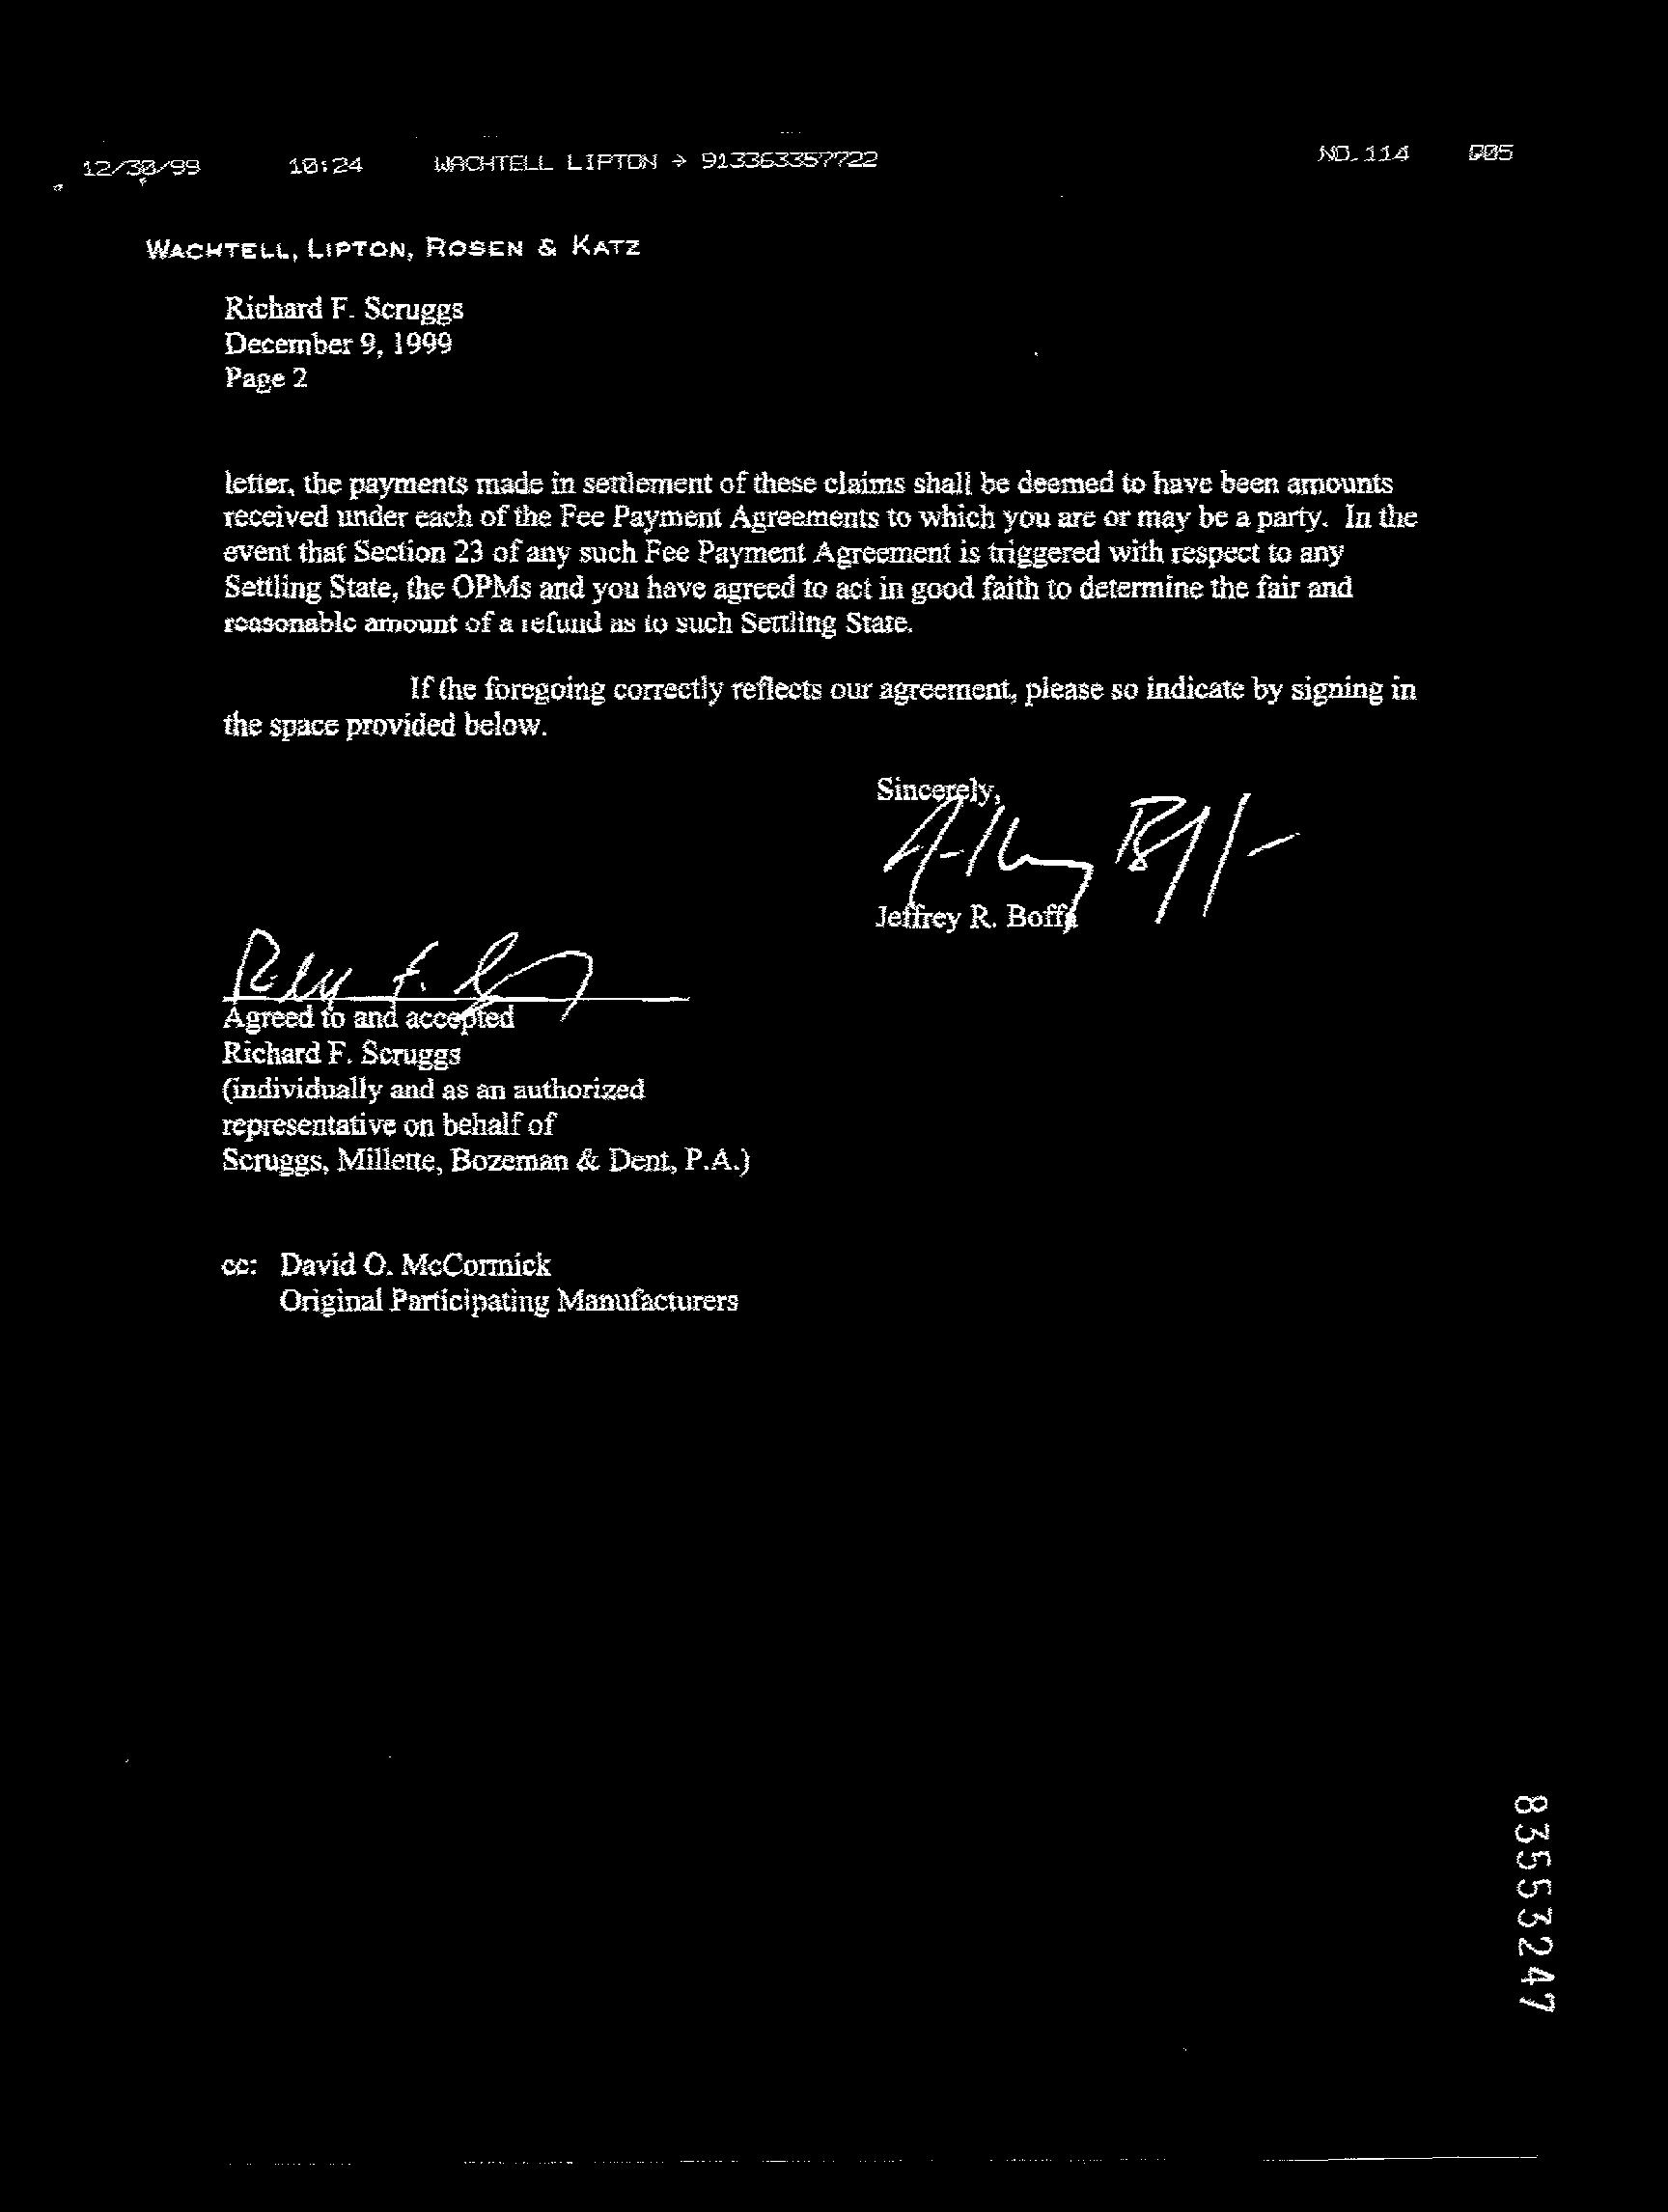 12/30/99 10:24 WACHTELL LIPTON → 913363357722 NO.114 005
WACHTELL, LIPTON, ROSEN & KATZ
Richard F. Scruggs
December 9, 1999
Page 2
letter, the payments made in settlement of these claims shall be deemed to have been amounts
received under each of the Fee Payment Agreements to which you are or may be a party. In the
event that Section 23 of any such Fee Payment Agreement is triggered with respect to any
Settling State, the OPMs and you have agreed to act in good faith to determine the fair and
reasonable amount of a refund as to such Settling State.
If the foregoing correctly reflects our agreement, please so indicate by signing in
the space provided below.
Sincerely,
Jeffrey R. Boffa
Agreed to and accepted
Richard F. Scruggs
(individually and as an authorized
representative on behalf of
Scruggs, Millette, Bozeman & Dent, P.A.)
cc: David O. McCormick
Original Participating Manufacturers
83553247